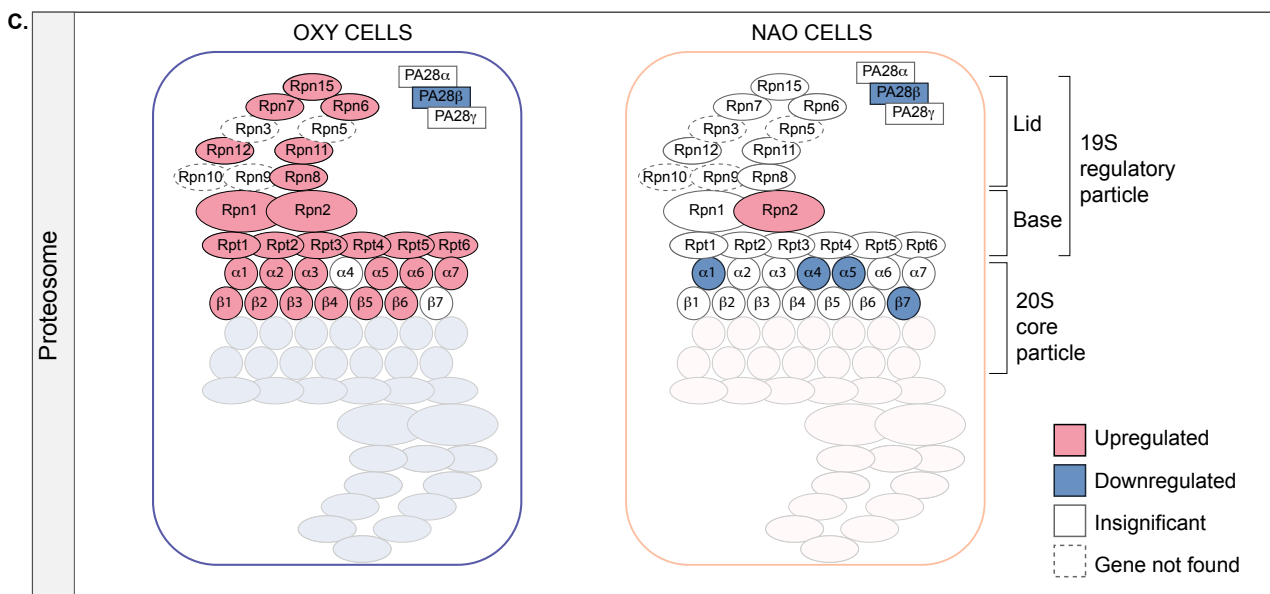 C.
Proteosome
OXY CELLS
Rpn15
Rpn7
Rpn6
Rpn3
Rpn5
Rpn12
Rpn11
Rpn10
Rpn9
Rpn8
Rpn1
Rpn2
Rpt1
Rpt2
Rpt3
Rpt4
Rpt5
Rpt6
α1
α2
α3
α4
α5
α6
α7
β1
β2
β3
β4
β5
β6
β7
PA28α
PA28β
PA28γ
NAO CELLS
Rpn15
Rpn7
Rpn6
Rpn3
Rpn5
Rpn12
Rpn11
Rpn10
Rpn9
Rpn8
Rpn1
Rpn2
Rpt1
Rpt2
Rpt3
Rpt4
Rpt5
Rpt6
α1
α2
α3
α4
α5
α6
α7
β1
β2
β3
β4
β5
β6
β7
PA28α
PA28β
PA28γ
Lid
Base
19S
regulatory
particle
20S
core
particle
Upregulated
Downregulated
Insignificant
Gene not found